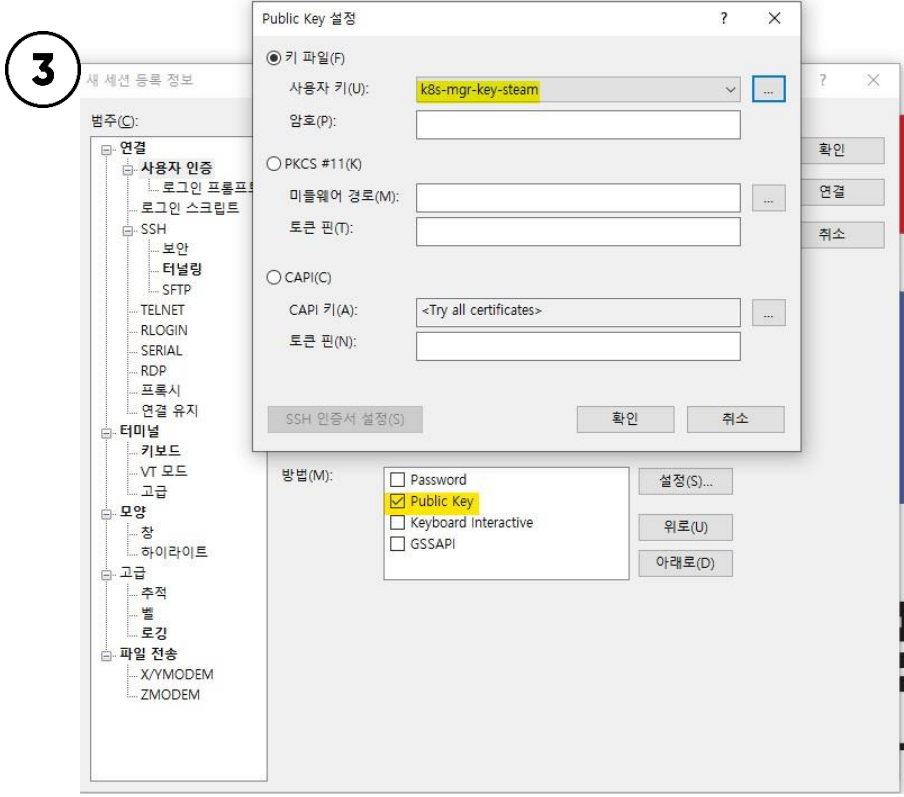 3
Public Key 설정
? ×
키 파일(F)
사용자 키(U):
k8s-mgr-key-steam
...
암호(P):
PKCS #11(K)
미들웨어 경로(M):
...
토큰 핀(T):
CAPI(C)
CAPI 키(A):
<Try all certificates>
...
토큰 핀(N):
SSH 인증서 설정(S)
확인
취소
새 세션 등록 정보
? ×
범주(C):
연결
사용자 인증
로그인 프롬프트
로그인 스크립트
SSH
보안
터널링
SFTP
TELNET
RLOGIN
SERIAL
RDP
프록시
연결 유지
터미널
키보드
VT 모드
고급
모양
창
하이라이트
고급
추적
벨
로깅
파일 전송
X/YMODEM
ZMODEM
방법(M):
Password
Public Key
Keyboard Interactive
GSSAPI
설정(S)...
위로(U)
아래로(D)
확인
연결
취소